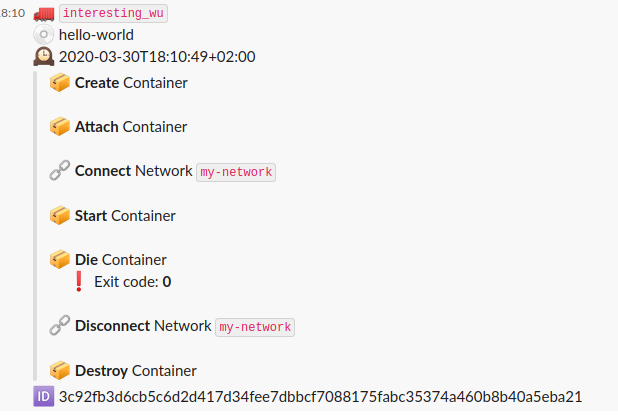 8:10 interesting_wu
hello-world
2020-03-30T18:10:49+02:00
Create Container
Attach Container
Connect Network my-network
Start Container
Die Container
Exit code: 0
Disconnect Network my-network
Destroy Container
ID 3c92fb3d6cb5c6d2d417d34fee7dbbcf7088175fabc35374a460b8b40a5eba21